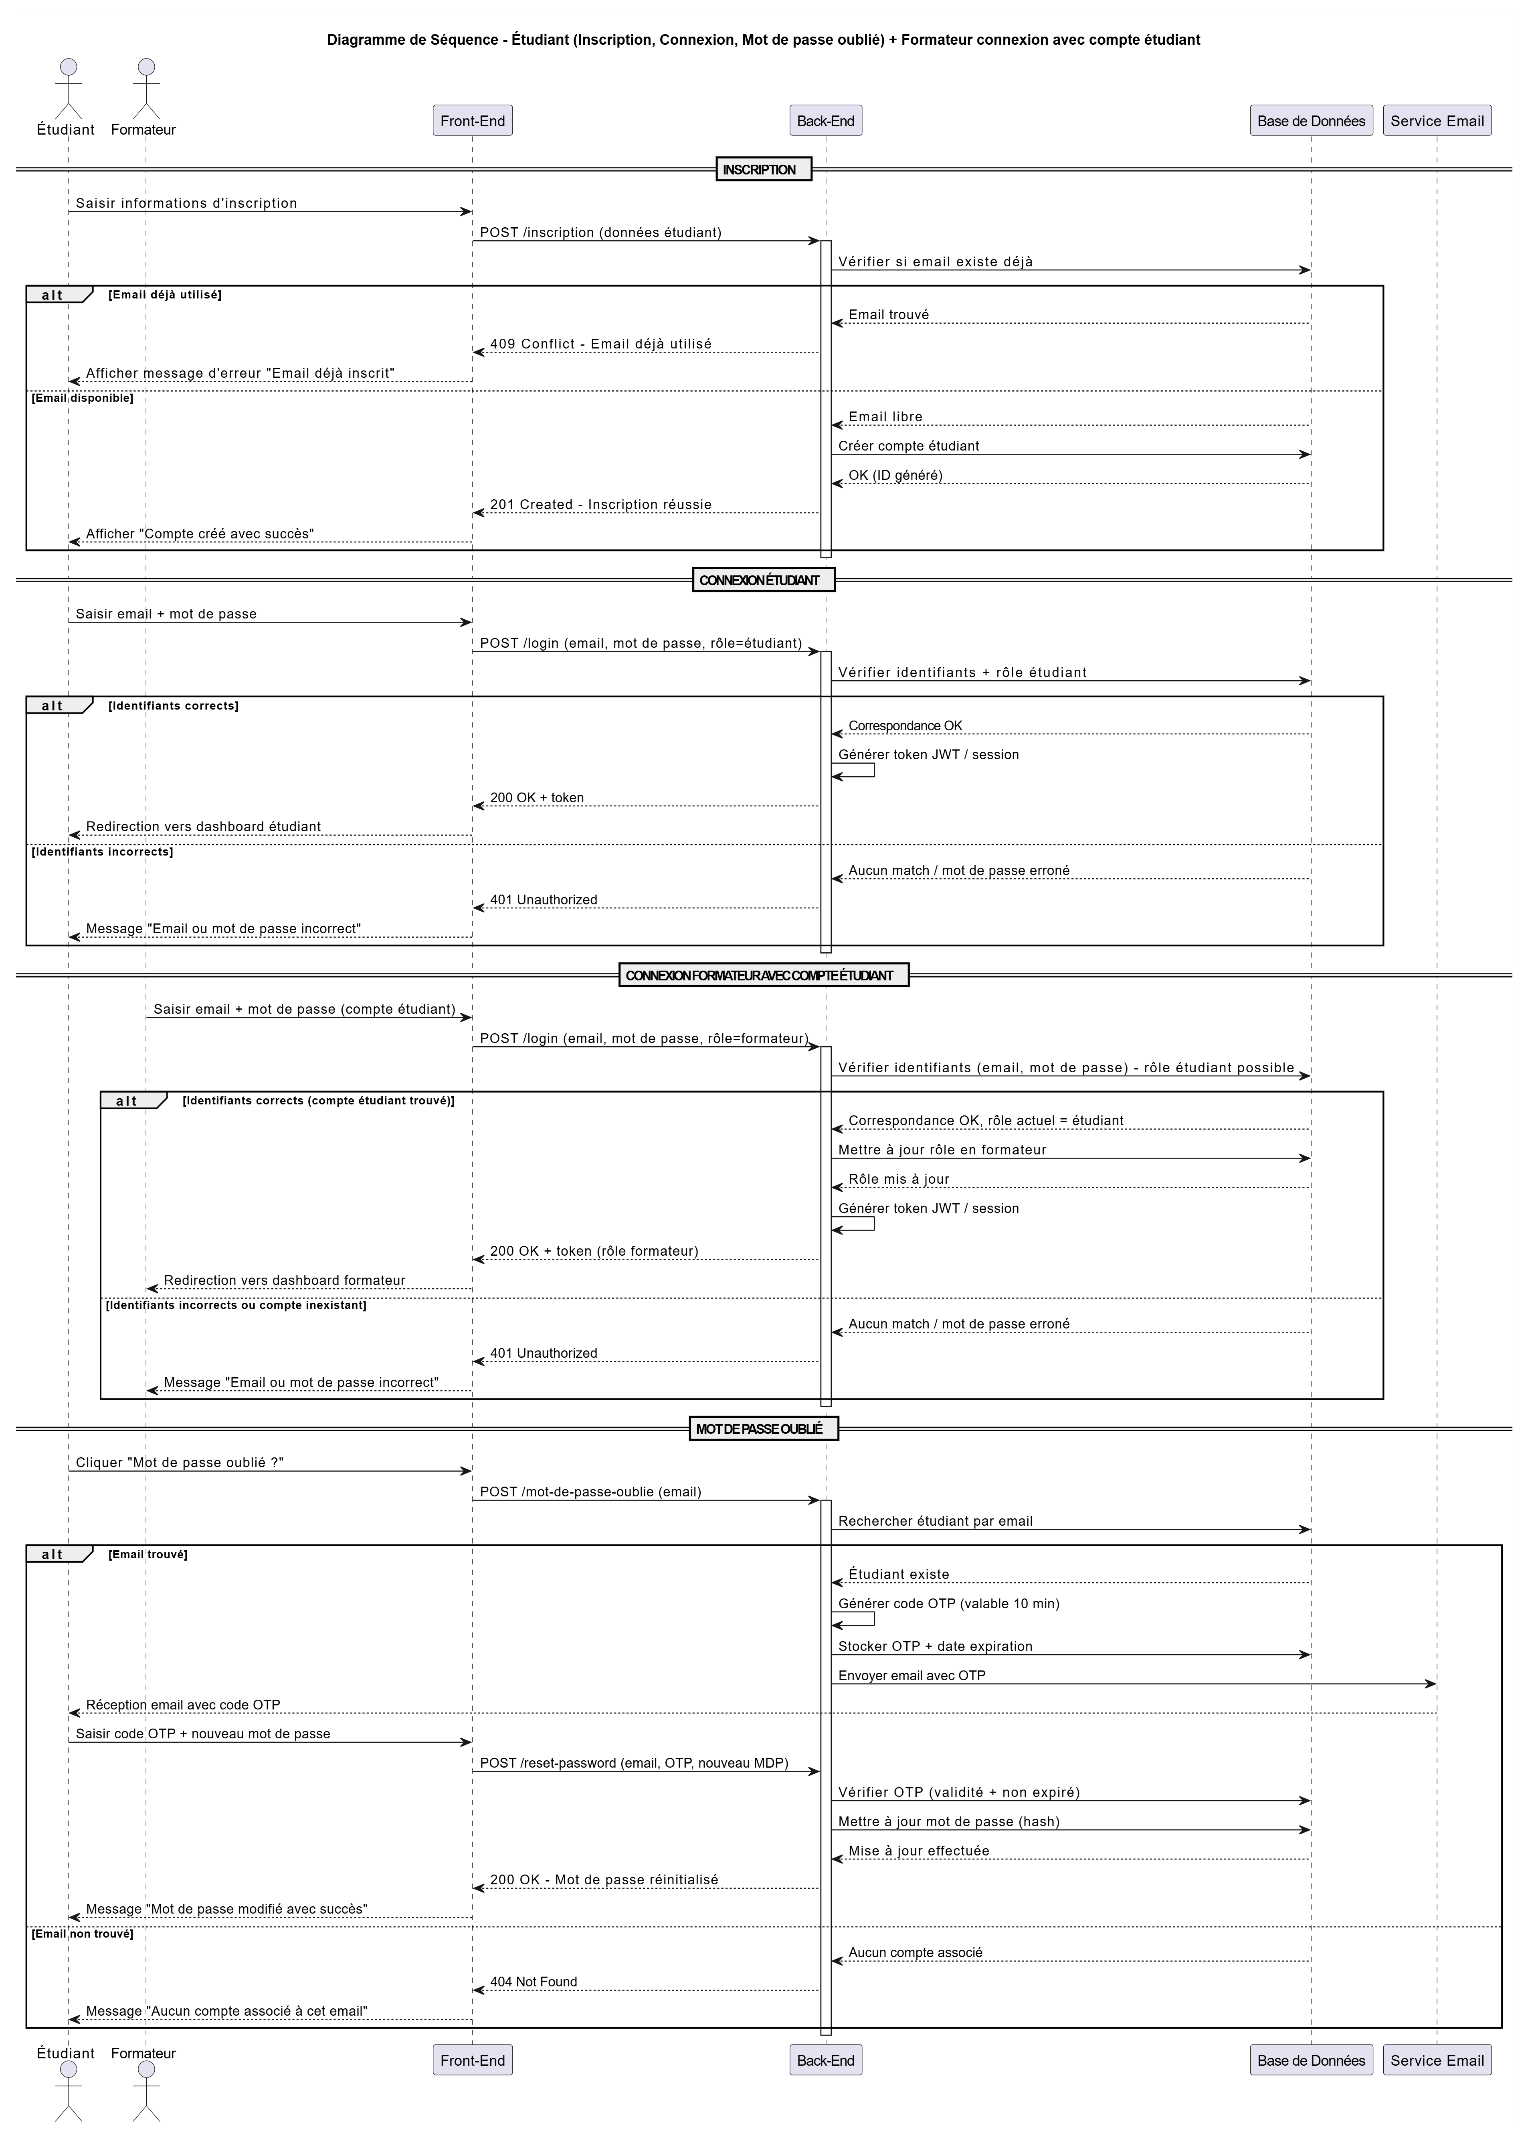 Diagramme de Séquence - Étudiant (Inscription, Connexion, Mot de passe oublié) + Formateur connexion avec compte étudiant
Étudiant
Formateur
Front-End
Back-End
Base de Données
Service Email
INSCRIPTION
Saisir informations d'inscription
POST /inscription (données étudiant)
Vérifier si email existe déjà
alt
[Email déjà utilisé]
Email trouvé
409 Conflict - Email déjà utilisé
Afficher message d'erreur "Email déjà inscrit"
[Email disponible]
Email libre
Créer compte étudiant
OK (ID généré)
201 Created - Inscription réussie
Afficher "Compte créé avec succès"
CONNEXION ÉTUDIANT
Saisir email + mot de passe
POST /login (email, mot de passe, rôle=étudiant)
Vérifier identifiants + rôle étudiant
alt
[Identifiants corrects]
Correspondance OK
Générer token JWT / session
200 OK + token
Redirection vers dashboard étudiant
[Identifiants incorrects]
Aucun match / mot de passe erroné
401 Unauthorized
Message "Email ou mot de passe incorrect"
CONNEXION FORMATEUR AVEC COMPTE ÉTUDIANT
Saisir email + mot de passe (compte étudiant)
POST /login (email, mot de passe, rôle=formateur)
Vérifier identifiants (email, mot de passe) - rôle étudiant possible
alt
[Identifiants corrects (compte étudiant trouvé)]
Correspondance OK, rôle actuel = étudiant
Mettre à jour rôle en formateur
Rôle mis à jour
Générer token JWT / session
200 OK + token (rôle formateur)
Redirection vers dashboard formateur
[Identifiants incorrects ou compte inexistant]
Aucun match / mot de passe erroné
401 Unauthorized
Message "Email ou mot de passe incorrect"
MOT DE PASSE OUBLIÉ
Cliquer "Mot de passe oublié ?"
POST /mot-de-passe-oublie (email)
Rechercher étudiant par email
alt
[Email trouvé]
Étudiant existe
Générer code OTP (valable 10 min)
Stocker OTP + date expiration
Envoyer email avec OTP
Réception email avec code OTP
Saisir code OTP + nouveau mot de passe
POST /reset-password (email, OTP, nouveau MDP)
Vérifier OTP (validité + non expiré)
Mettre à jour mot de passe (hash)
Mise à jour effectuée
200 OK - Mot de passe réinitialisé
Message "Mot de passe modifié avec succès"
[Email non trouvé]
Aucun compte associé
404 Not Found
Message "Aucun compte associé à cet email"
Étudiant
Formateur
Front-End
Back-End
Base de Données
Service Email